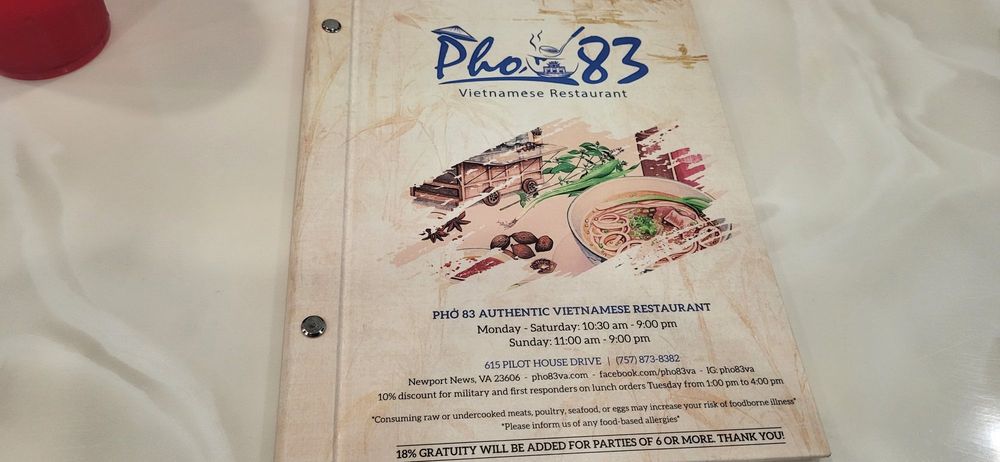 Pho 83
Vietnamese Restaurant
PHỞ 83 AUTHENTIC VIETNAMESE RESTAURANT
Monday - Saturday: 10:30 am - 9:00 pm
Sunday: 11:00 am - 9:00 pm
615 PILOT HOUSE DRIVE | (757) 873-8382
Newport News, VA 23606 - pho83va.com - facebook.com/pho83va - IG: pho83va
10% discount for military and first responders on lunch orders Tuesday from 1:00 pm to 4:00 pm
*Consuming raw or undercooked meats, poultry, seafood, or eggs may increase your risk of foodborne illness*
*Please inform us of any food-based allergies*
18% GRATUITY WILL BE ADDED FOR PARTIES OF 6 OR MORE. THANK YOU!